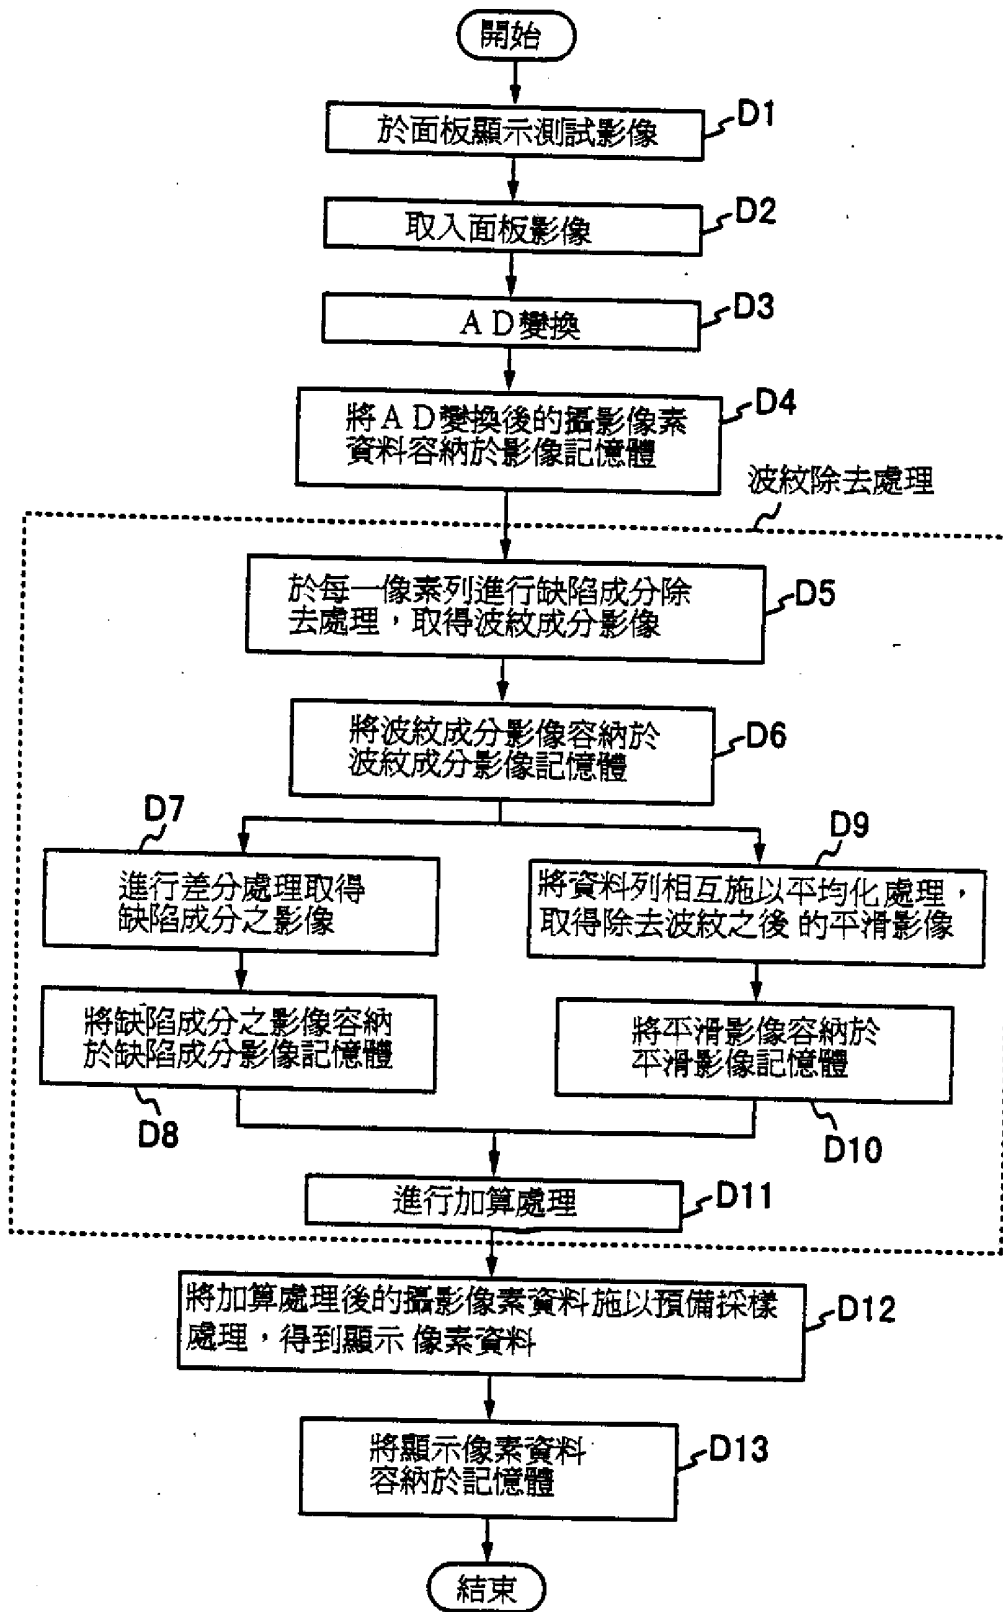 開始
D1
於面板顯示測試影像
D2
取入面板影像
D3
ＡＤ變換
D4
將ＡＤ變換後的攝影像素
資料容納於影像記憶體
波紋除去處理
於每一像素列進行缺陷成分除
去處理，取得波紋成分影像
D5
將波紋成分影像容納於
波紋成分影像記憶體
D6
D7
進行差分處理取得
缺陷成分之影像
D9
將資料列相互施以平均化處理，
取得除去波紋之後的平滑影像
將缺陷成分之影像容納
於缺陷成分影像記憶體
D8
將平滑影像容納於
平滑影像記憶體
D10
進行加算處理
D11
將加算處理後的攝影像素資料施以預備採樣
處理，得到顯示像素資料
D12
將顯示像素資料
容納於記憶體
D13
結束